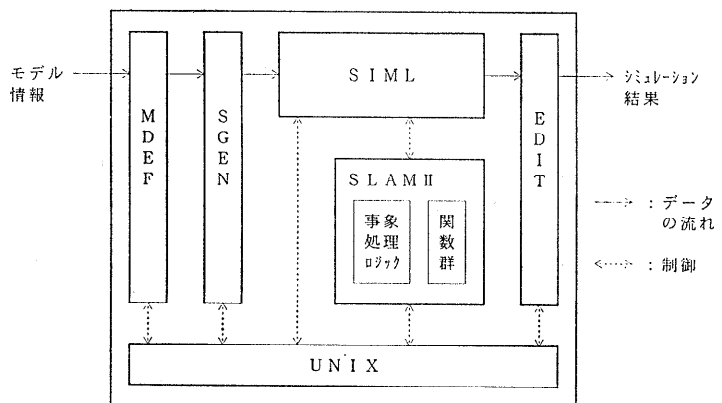 モデル
情報
MDEF
SGEN
SIML
EDIT
シミュレーション
結果
SLAMⅡ
事象
処理
ロジック
関数群
：データ
の流れ
：制御
UNIX